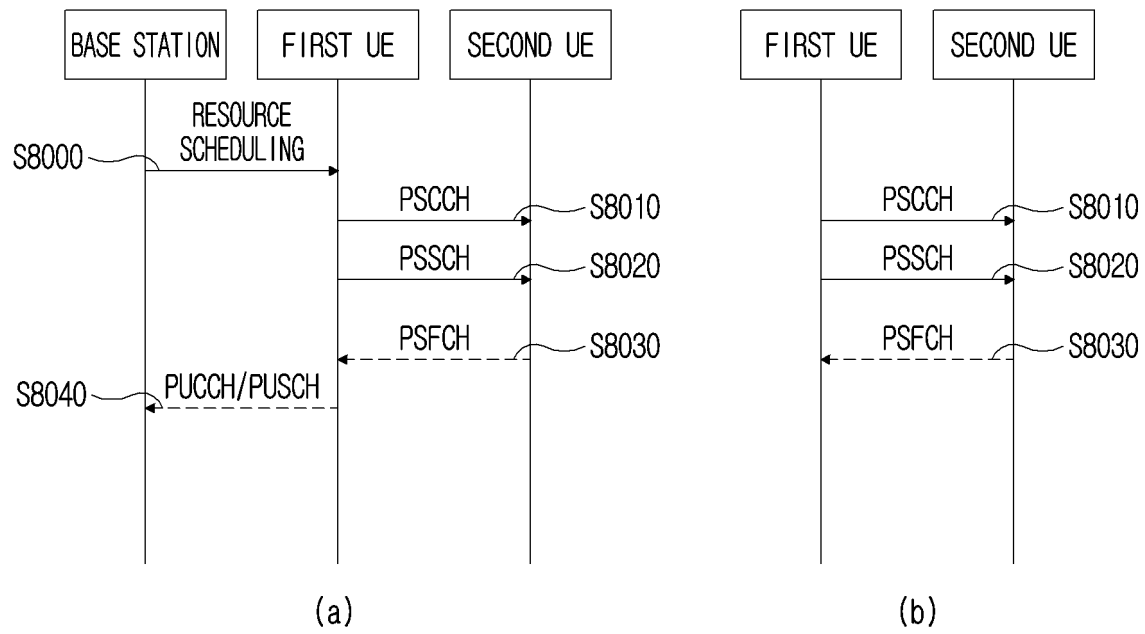 BASE STATION
FIRST UE
SECOND UE
RESOURCE
SCHEDULING
S8000
PSCCH
S8010
PSSCH
S8020
PSFCH
S8030
PUCCH/PUSCH
S8040
(a)
FIRST UE
SECOND UE
PSCCH
S8010
PSSCH
S8020
PSFCH
S8030
(b)